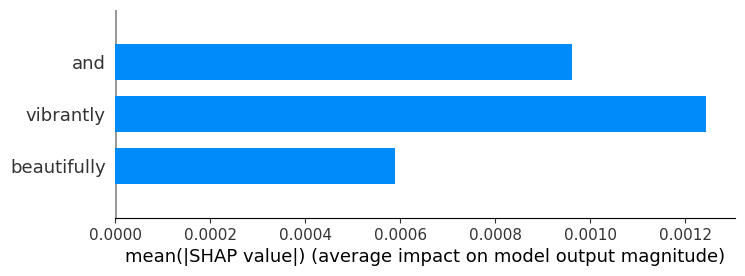 and
vibrantly
beautifully
0.0000 0.0002 0.0004 0.0006 0.0008 0.0010 0.0012
mean(|SHAP value|) (average impact on model output magnitude)